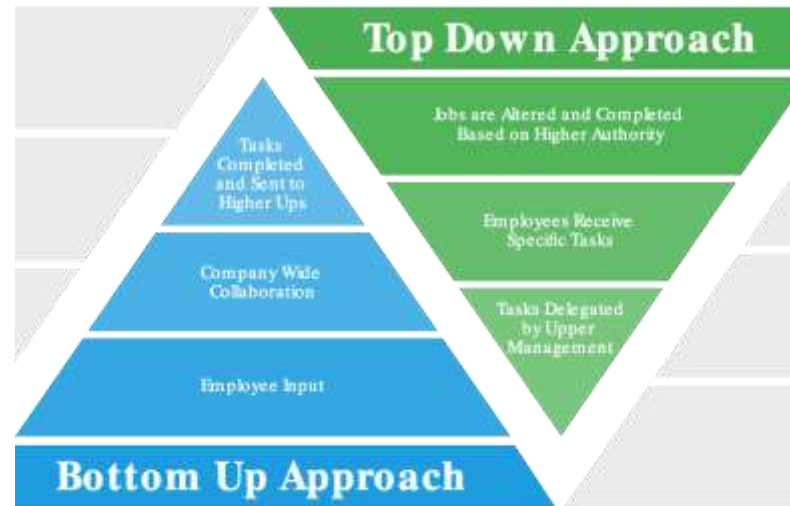 Top Down Approach
Jobs are Altered and Completed
Based on Higher Authority
Employees Receive
Specific Tasks
Tasks Delegated
by Upper
Management
Tasks
Completed
and Sent to
Higher Ups
Company Wide
Collaboration
Employee Input
Bottom Up Approach